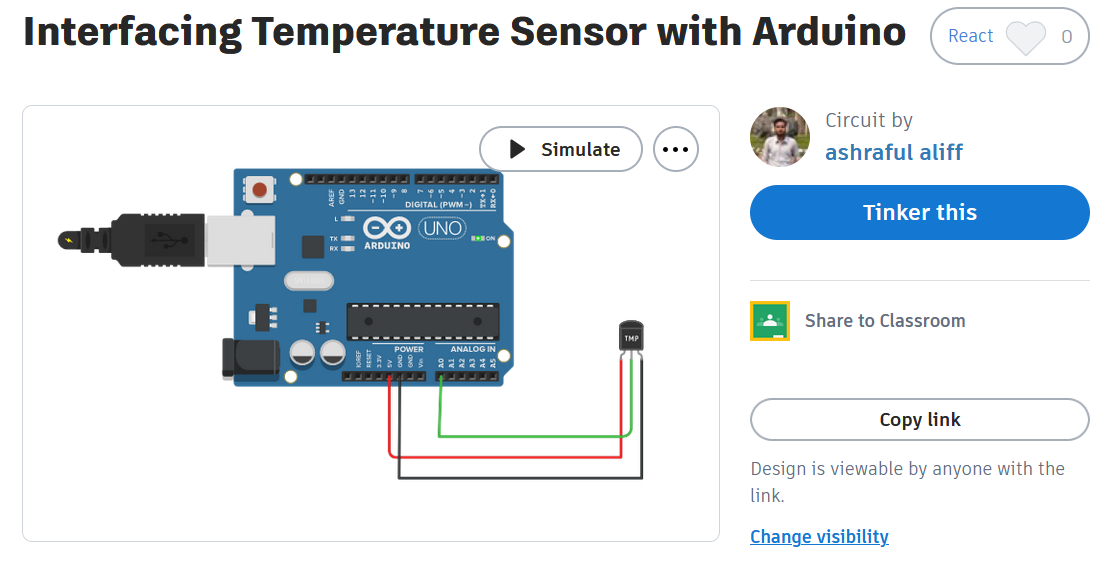 Interfacing Temperature Sensor with Arduino
React 0
Simulate
Circuit by
ashraful aliff
Tinker this
Share to Classroom
Copy link
Design is viewable by anyone with the
link.
Change visibility
AREF
GND
13
12
~11
~10
~9
8
7
~6
~5
4
~3
2
TX→1
RX←0
DIGITAL (PWM~)
L
TX
RX
ARDUINO
UNO
ON
IOREF
RESET
3.3V
5V
GND
GND
Vin
POWER
ANALOG IN
A0
A1
A2
A3
A4
A5
TMP